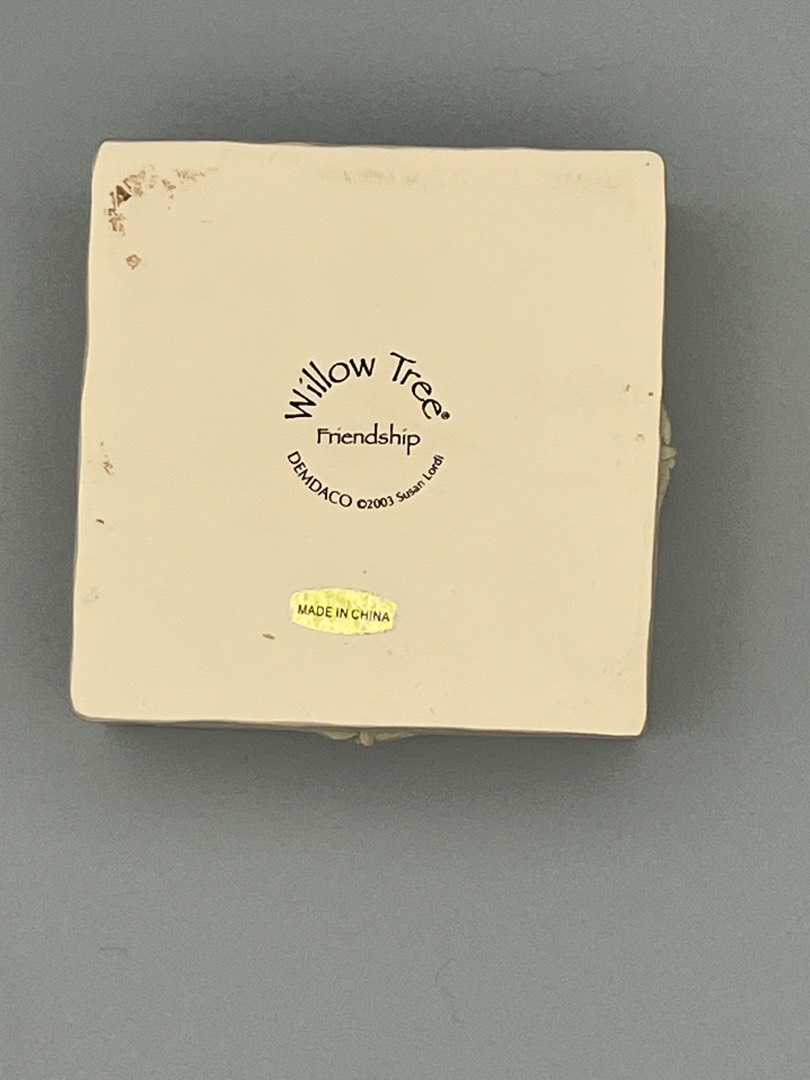 Willow Tree®
Friendship
DEMDACO ©2003 Susan Lordi
MADE IN CHINA